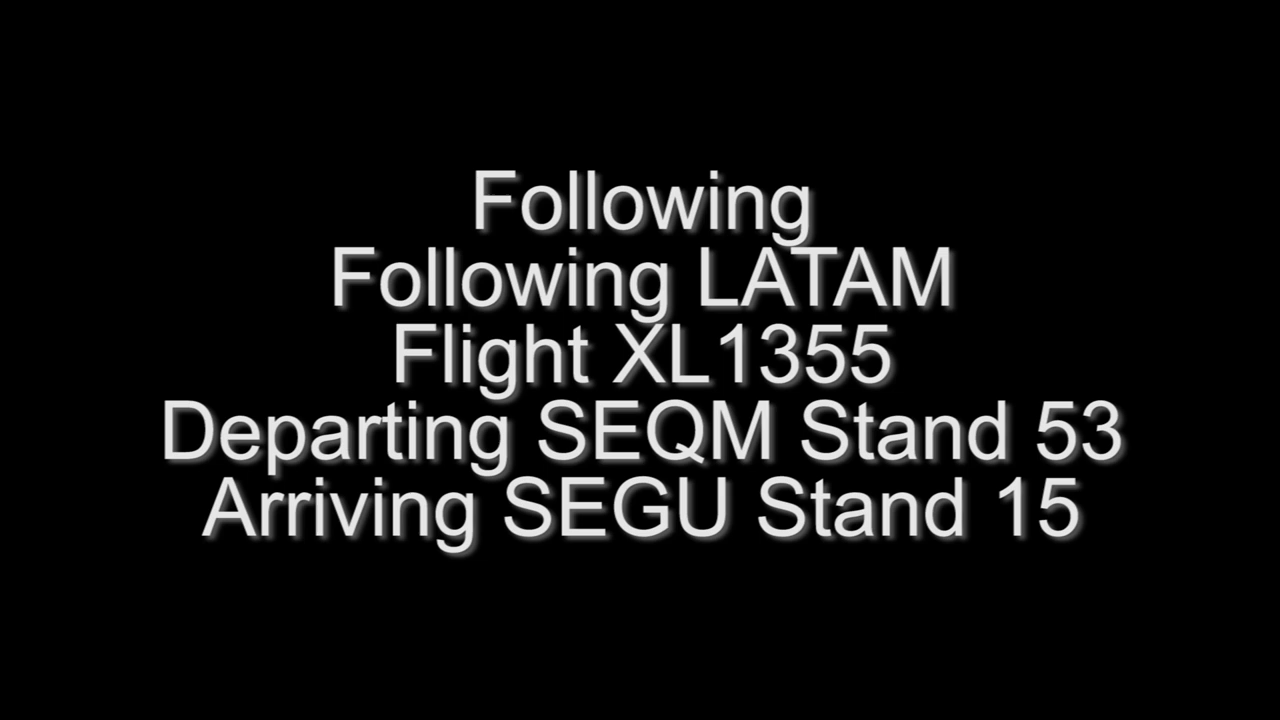 Following
Following LATAM
Flight XL1355
Departing SEQM Stand 53
Arriving SEGU Stand 15